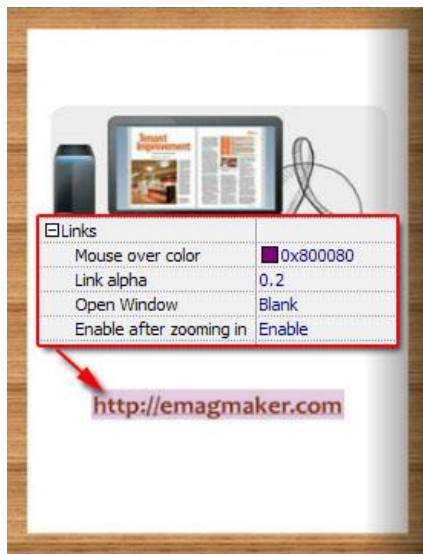 Tenant
Improvement
Links
Mouse over color 0x800080
Link alpha 0.2
Open Window Blank
Enable after zooming in Enable
http://emagmaker.com